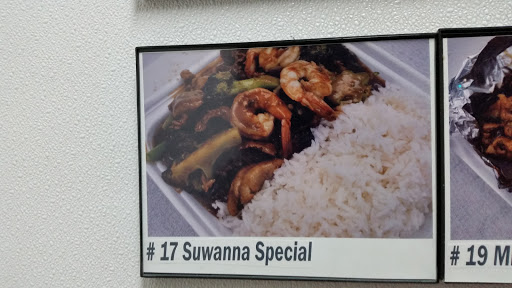 # 17 Suwanna Special
# 19